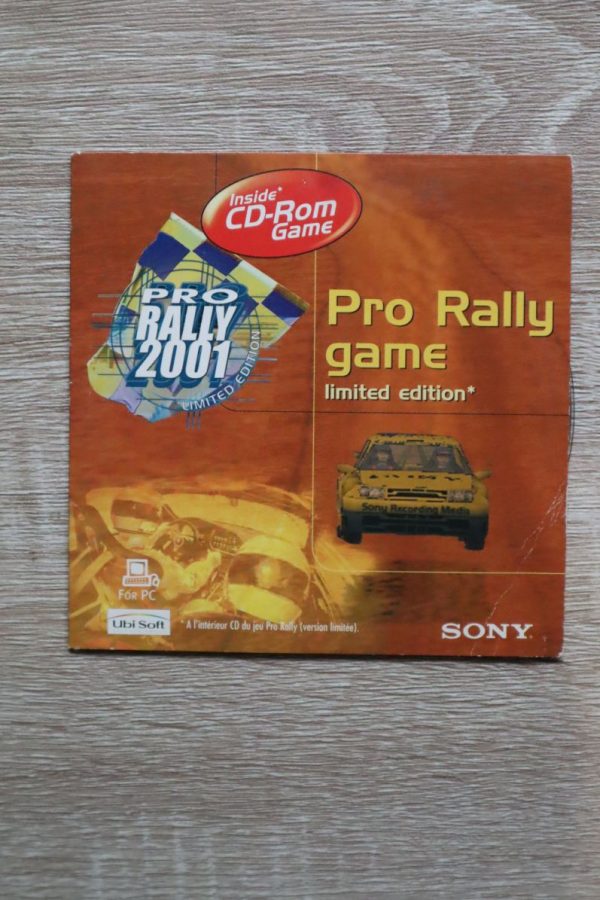 Inside*
CD-Rom
Game
PRO
RALLY
2001
LIMITED EDITION
Pro Rally
game
limited edition*
SONY
Sony Recording Media
FOR PC
Ubi Soft
* A l'intérieur CD du jeu Pro Rally (version limitée).
SONY